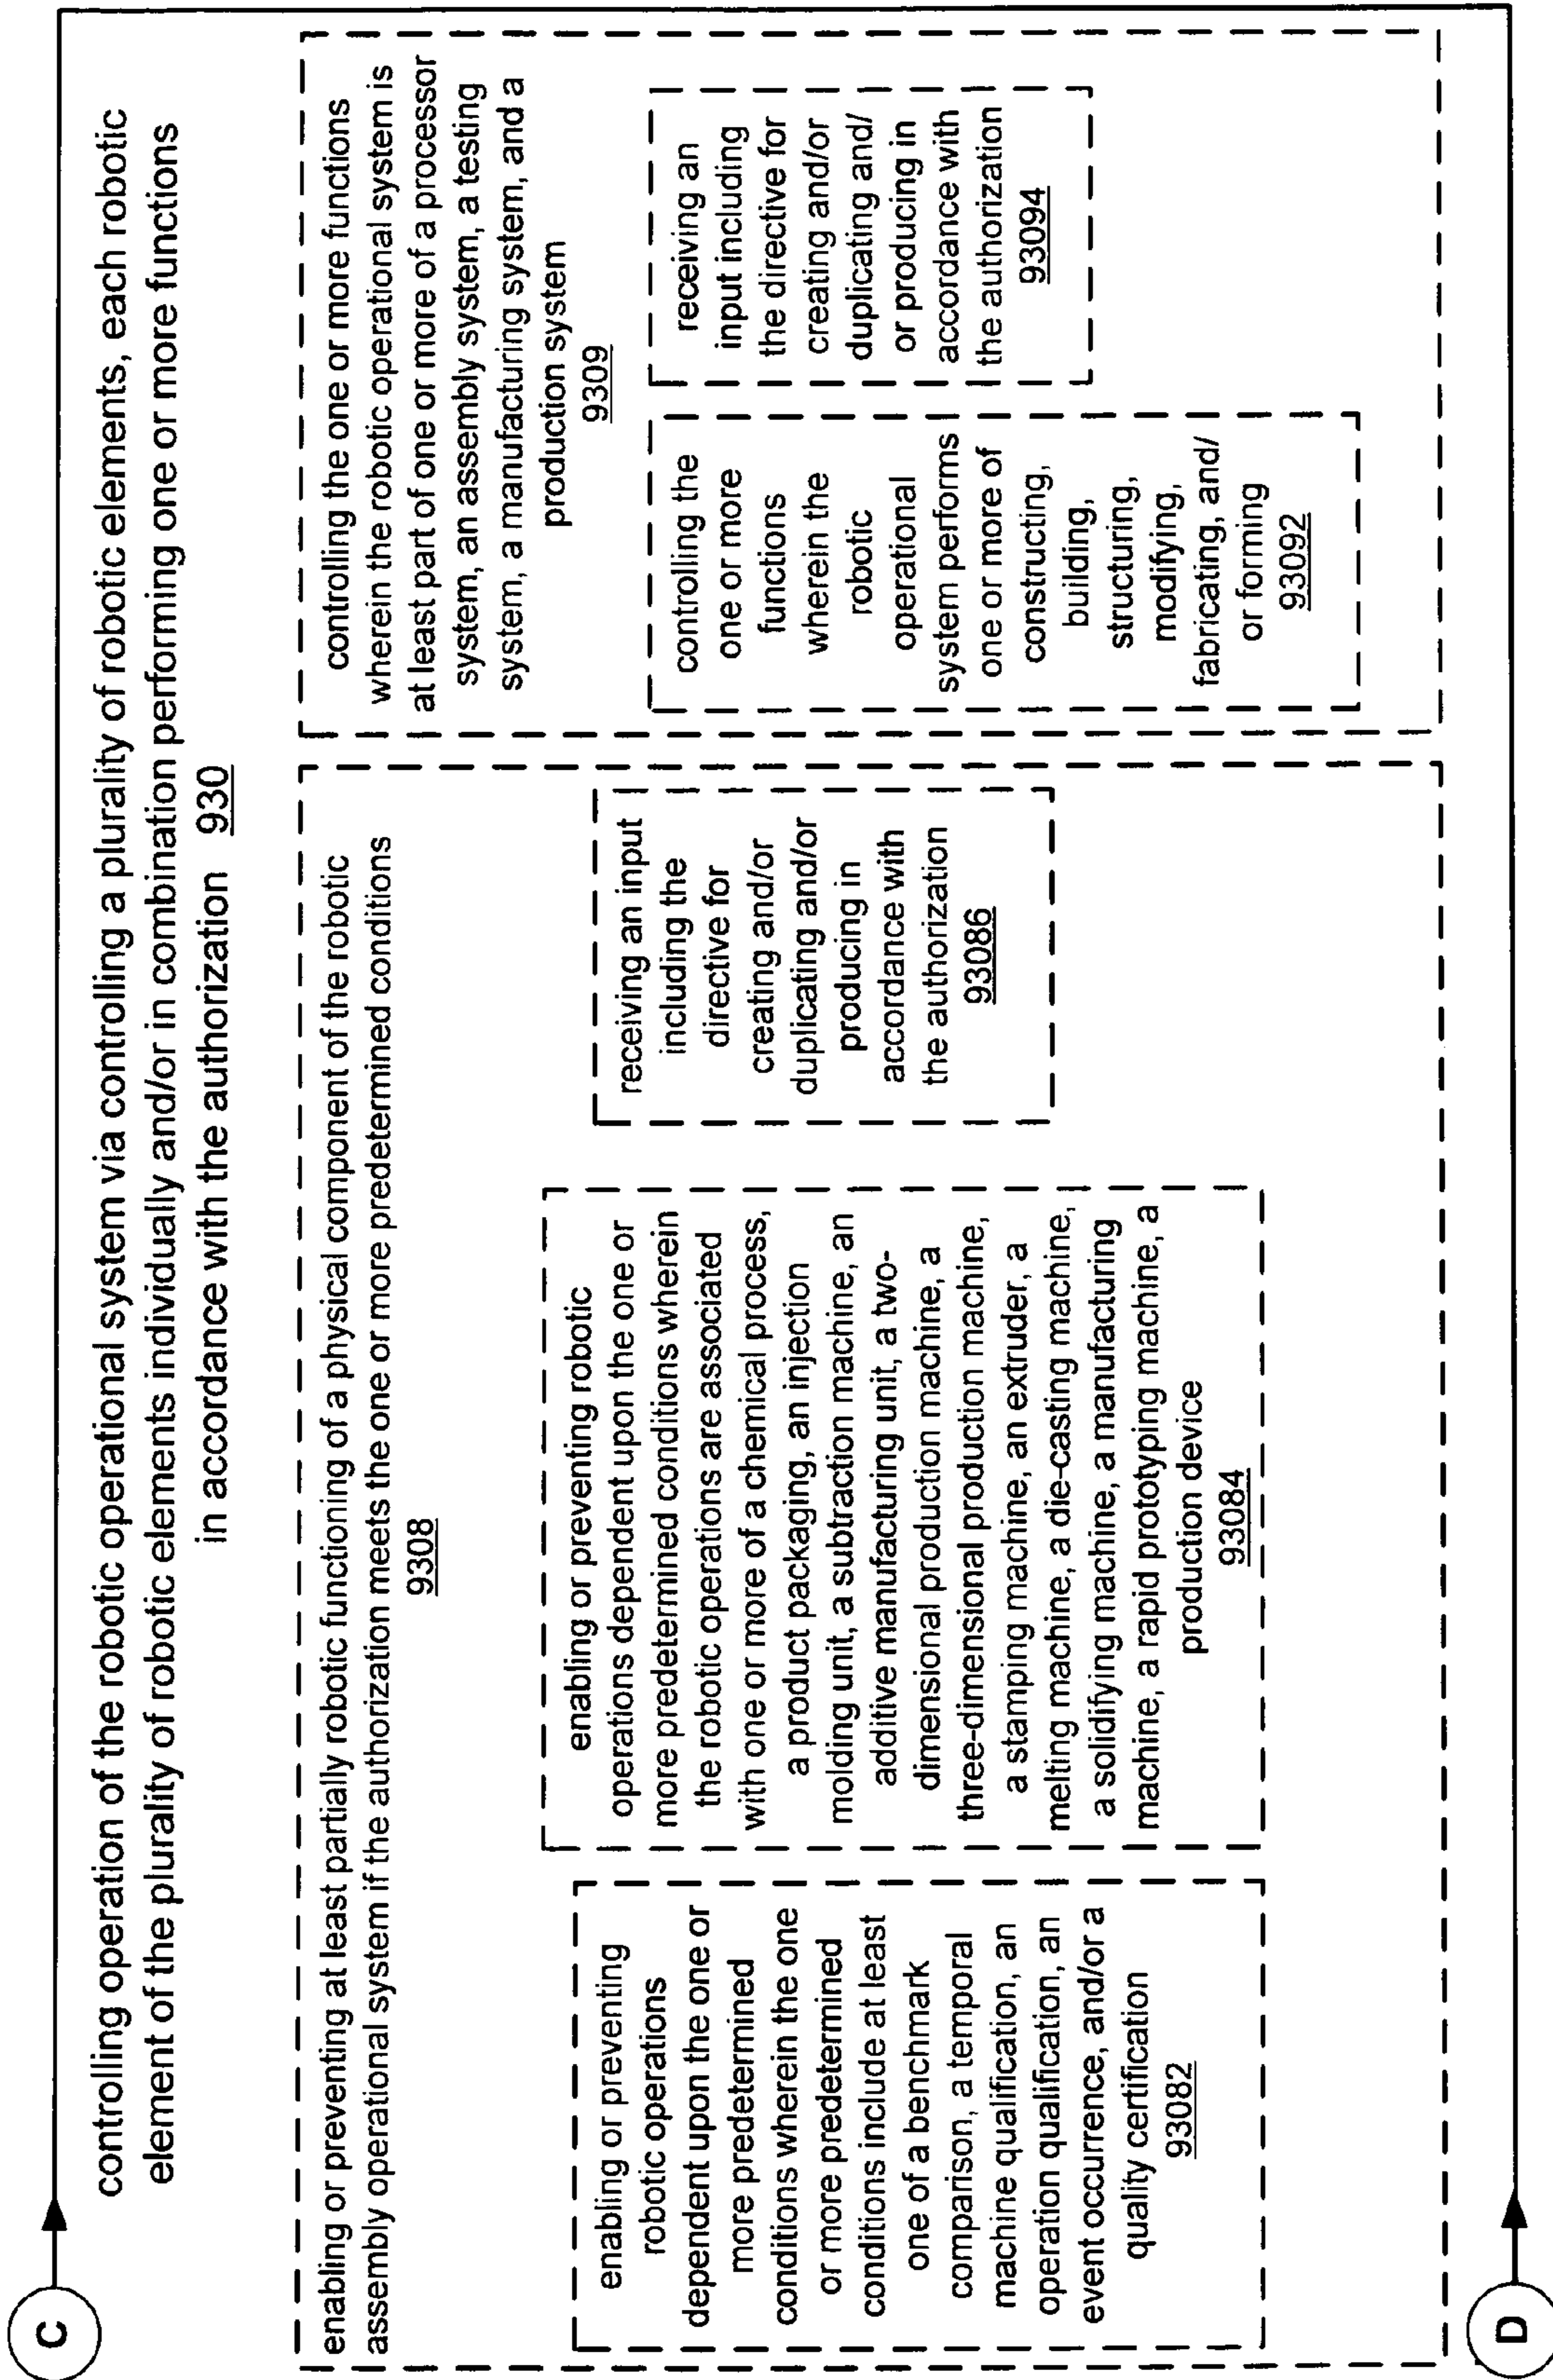 C
controlling operation of the robotic operational system via controlling a plurality of robotic elements, each robotic
element of the plurality of robotic elements individually and/or in combination performing one or more functions
in accordance with the authorization 930
enabling or preventing at least partially robotic functioning of a physical component of the robotic
assembly operational system if the authorization meets the one or more predetermined conditions
9308
enabling or preventing
robotic operations
dependent upon the one or
more predetermined
conditions wherein the one
or more predetermined
conditions include at least
one of a benchmark
comparison, a temporal
machine qualification, an
operation qualification, an
event occurrence, and/or a
quality certification
93082
enabling or preventing robotic
operations dependent upon the one or
more predetermined conditions wherein
the robotic operations are associated
with one or more of a chemical process,
a product packaging, an injection
molding unit, a subtraction machine, an
additive manufacturing unit, a two-
dimensional production machine, a
three-dimensional production machine,
a stamping machine, an extruder, a
melting machine, a die-casting machine,
a solidifying machine, a manufacturing
machine, a rapid prototyping machine, a
production device
93084
receiving an input
including the
directive for
creating and/or
duplicating and/or
producing in
accordance with
the authorization
93086
controlling the one or more functions
wherein the robotic operational system is
at least part of one or more of a processor
system, an assembly system, a testing
system, a manufacturing system, and a
production system
9309
controlling the
one or more
functions
wherein the
robotic
operational
system performs
one or more of
constructing,
building,
structuring,
modifying,
fabricating, and/
or forming
93092
receiving an
input including
the directive for
creating and/or
duplicating and/
or producing in
accordance with
the authorization
93094
D